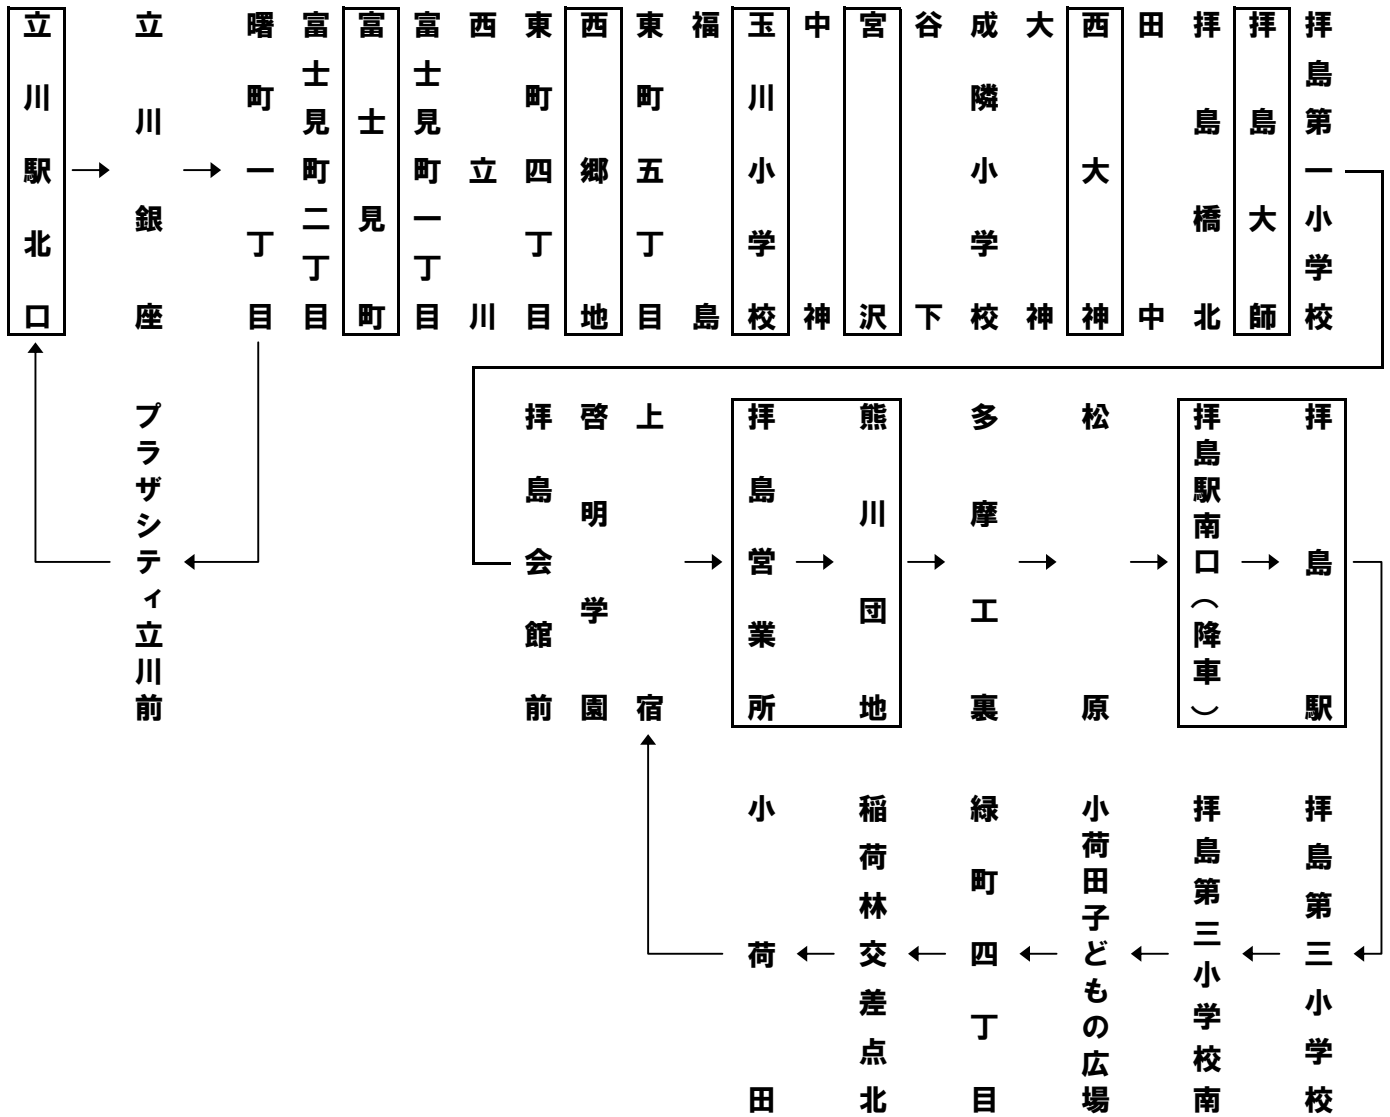 立川駅北口
立川銀座
曙町一丁目
富士見町二丁目
富士見町
富士見町一丁目
西立川
東町四丁目
西郷地
東町五丁目
福島
玉川小学校
中神
宮沢
谷下
成隣小学校
大神
西大神
田中
拝島橋北
拝島大師
拝島第一小学校
プラザシティ立川前
拝島会館前
啓明学園
上宿
拝島営業所
熊川団地
多摩工裏
松原
拝島駅南口(降車)
拝島駅
小荷田
稲荷林交差点北
緑町四丁目
小荷田子どもの広場
拝島第三小学校南
拝島第三小学校